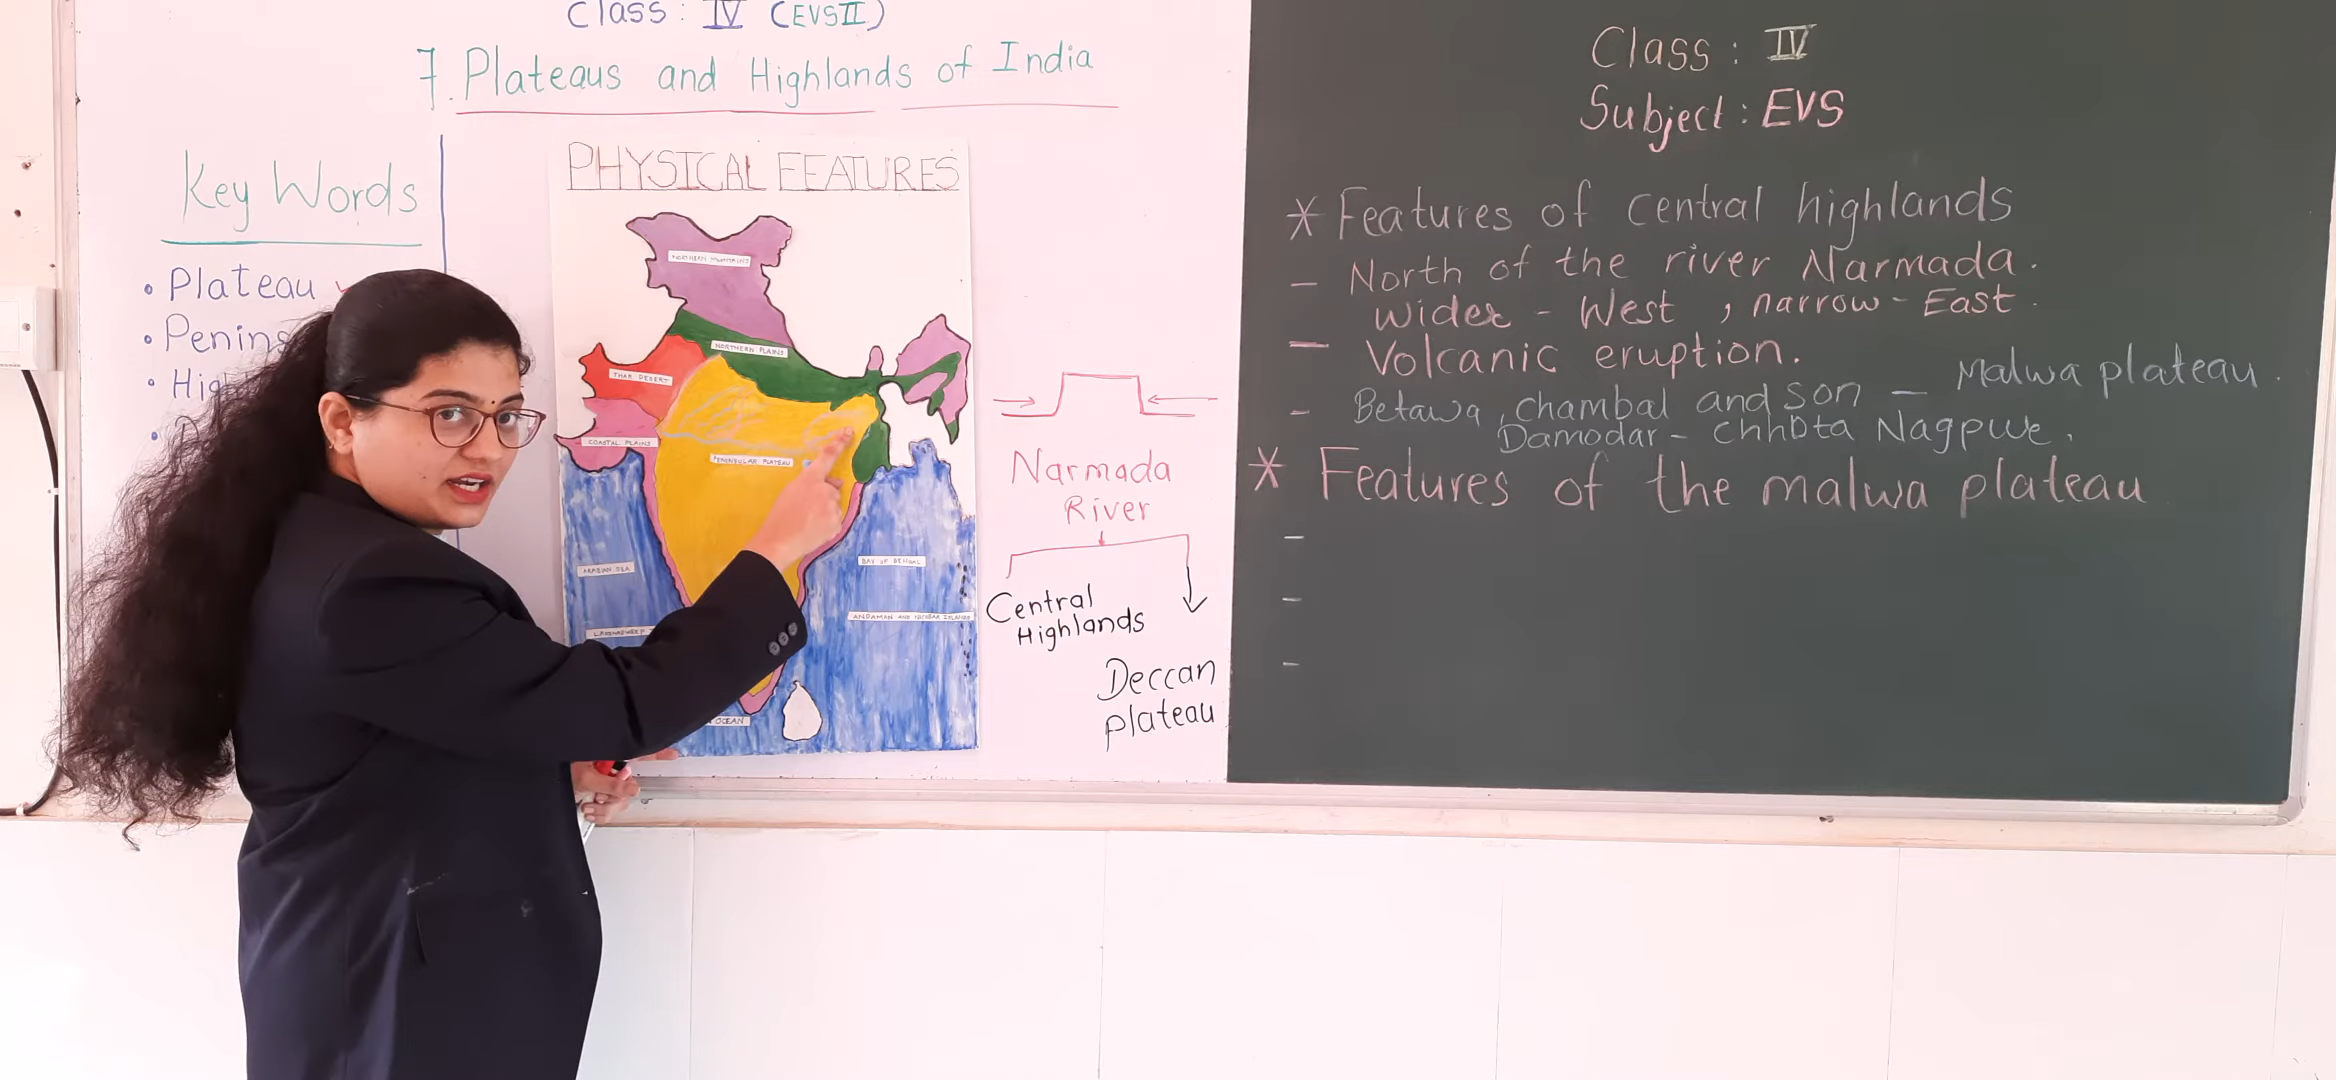 Class : IV (EVSII)
7. Plateaus and Highlands of India
Key Words
• Plateau
• Penins
• Hig
PHYSICAL FEATURES
NORTHERN MOUNTAINS
NORTHERN PLAINS
THAR DESERT
COASTAL PLAINS
PENINSULAR PLATEAU
ARABIAN SEA
BAY OF BENGAL
ANDAMAN AND NICOBAR ISLANDS
LAKSHADWEEP
OCEAN
Narmada
River
Central
Highlands
Deccan
plateau
Class : IV
Subject : EVS
* Features of central highlands
- North of the river Narmada.
Wider - West , narrow - East.
- Volcanic eruption.
- Betawa, Chambal and Son - Malwa plateau.
Damodar - Chhota Nagpur.
* Features of the malwa plateau
-
-
-